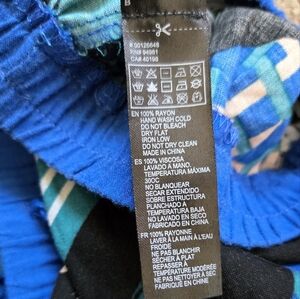 B
# 00126648
RN# 94981
CA# 40198
EN 100% RAYON
HAND WASH COLD
DO NOT BLEACH
DRY FLAT
IRON LOW
DO NOT DRY CLEAN
MADE IN CHINA
ES 100% VISCOSA
LAVADO A MANO,
TEMPERATURA MÁXIMA
30OC
NO BLANQUEAR
SECAR EXTENDIDO
SOBRE ESTRUCTURA
PLANCHADO A
TEMPERATURA BAJA
NO LAVADO EN SECO
FABRICADO EN CHINA
FR 100% RAYONNE
LAVER À LA MAIN À L'EAU
FROIDE
NE PAS BLANCHIR
SÉCHER À PLAT
REPASSER À
TEMPÉRATURE MODÉRÉE
NE PAS NETTOYER À SEC
FABRIQUÉ EN CHINE